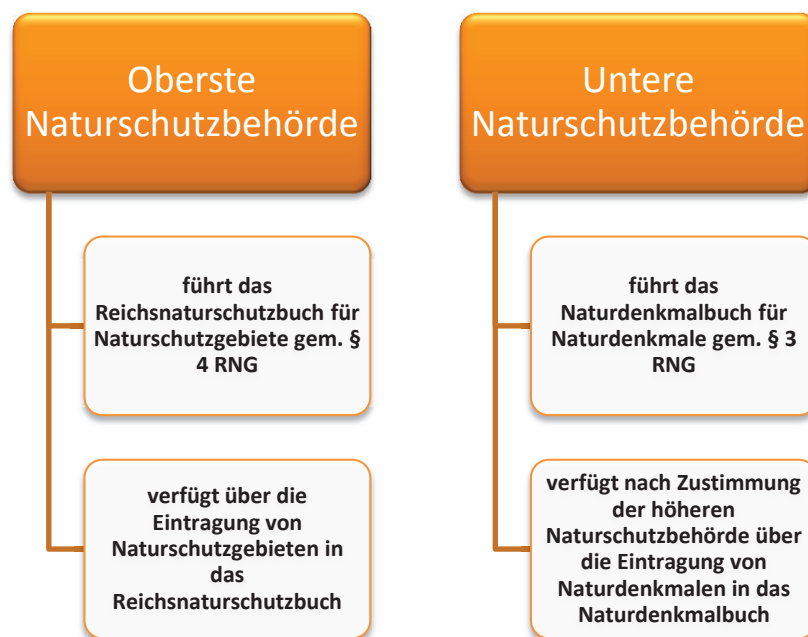 Oberste
Naturschutzbehörde
führt das
Reichsnaturschutzbuch für
Naturschutzgebiete gem. §
4 RNG
verfügt über die
Eintragung von
Naturschutzgebieten in
das
Reichsnaturschutzbuch
Untere
Naturschutzbehörde
führt das
Naturdenkmalbuch für
Naturdenkmale gem. § 3
RNG
verfügt nach Zustimmung
der höheren
Naturschutzbehörde über
die Eintragung von
Naturdenkmalen in das
Naturdenkmalbuch